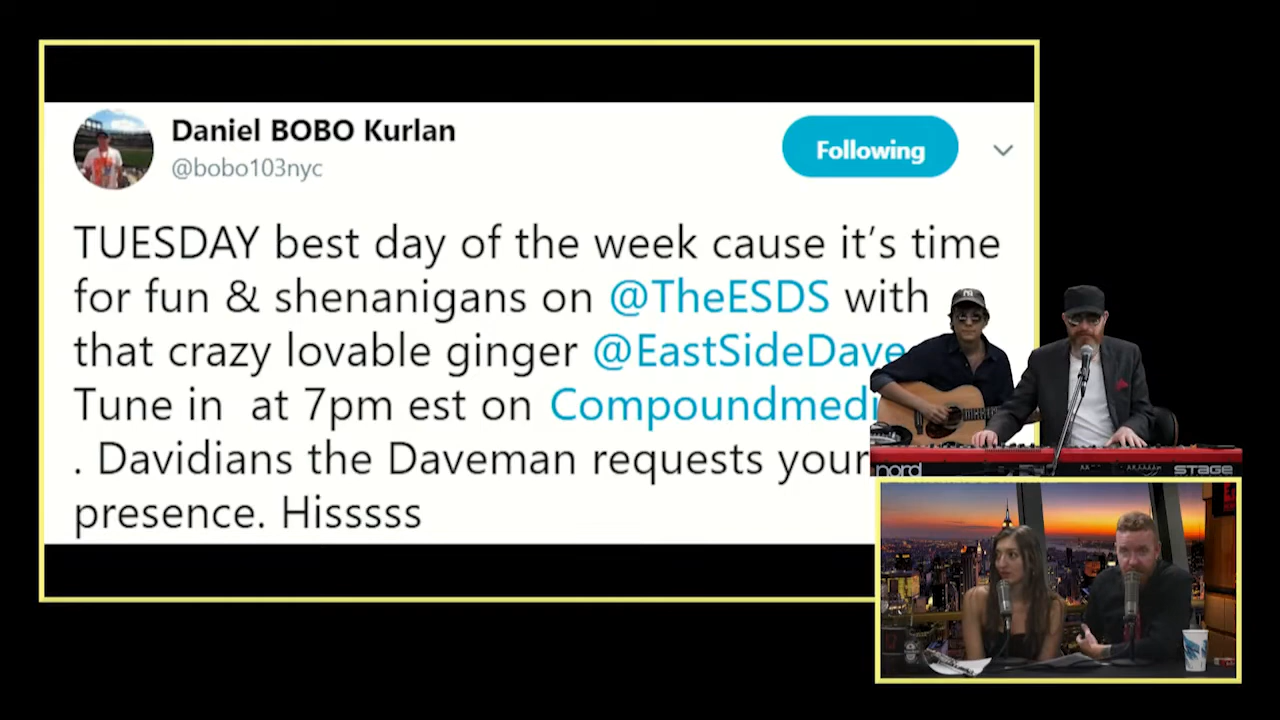 Daniel BOBO Kurlan
@bobo103nyc
Following
TUESDAY best day of the week cause it's time
for fun & shenanigans on @TheESDS with
that crazy lovable ginger @EastSideDave
Tune in at 7pm est on Compoundmedi
. Davidians the Daveman requests your
presence. Hisssss
nord
STAGE